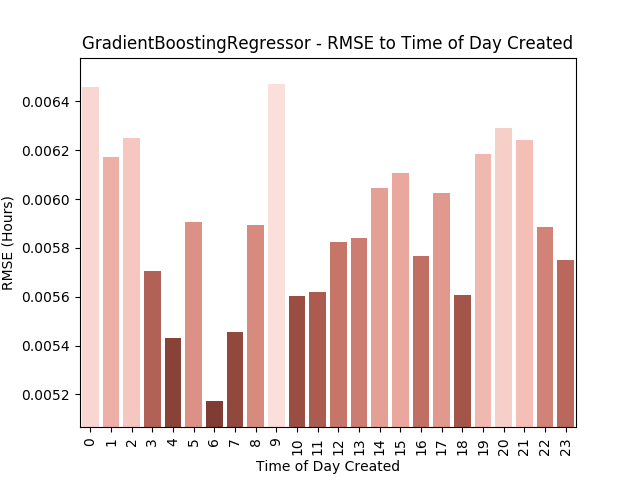 GradientBoostingRegressor - RMSE to Time of Day Created
0.0064
0.0062
0.0060
0.0058
0.0056
0.0054
0.0052
RMSE (Hours)
0 1 2 3 4 5 6 7 8 9 10 11 12 13 14 15 16 17 18 19 20 21 22 23
Time of Day Created